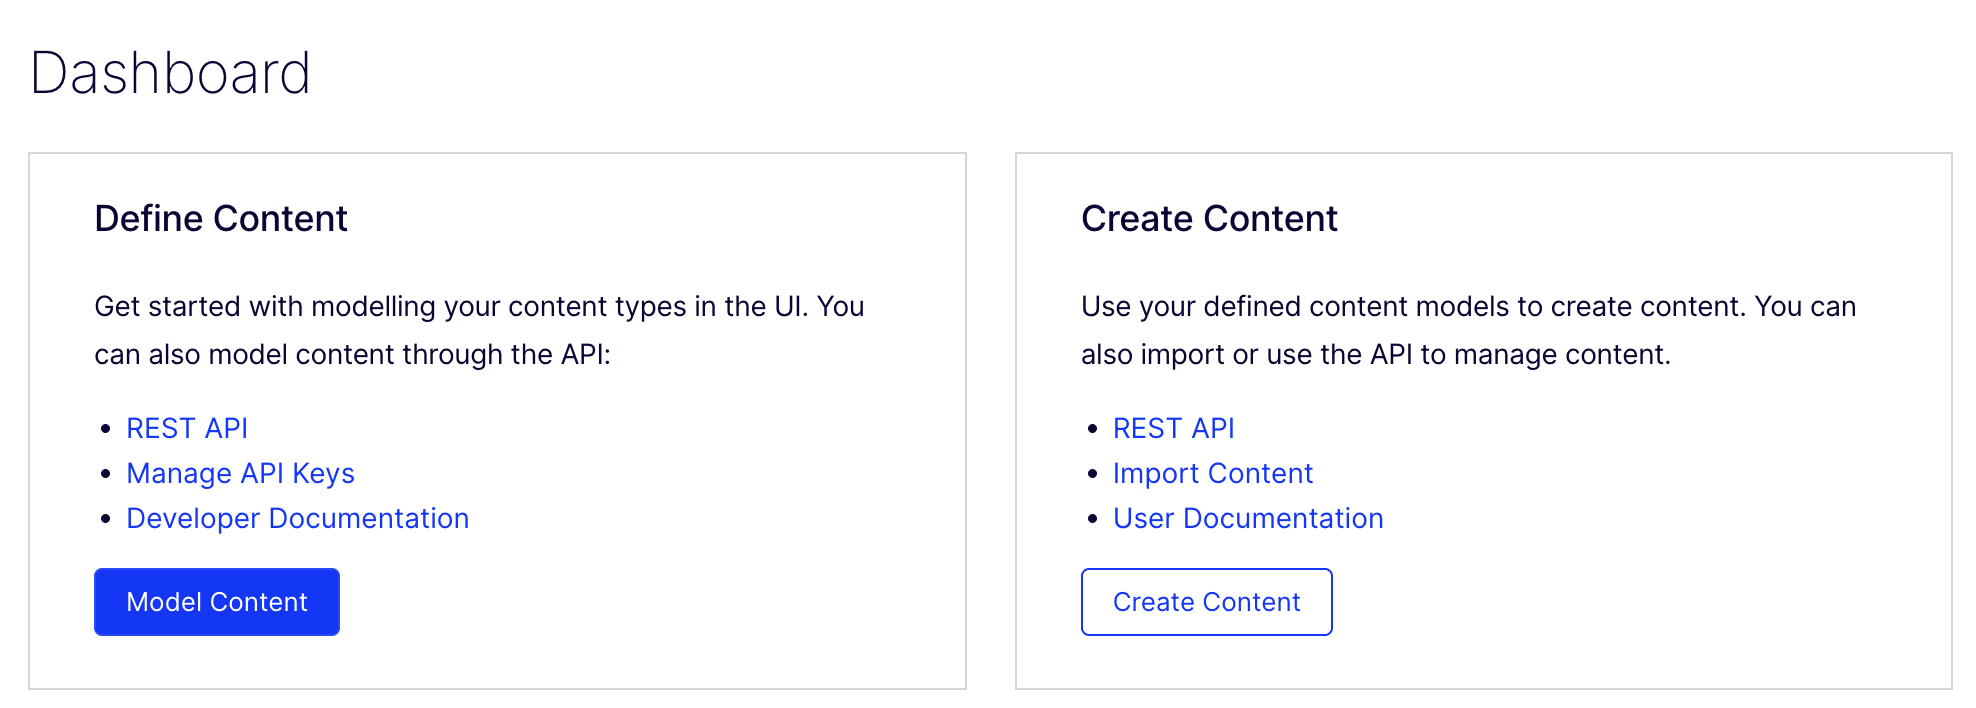 Dashboard
Define Content
Get started with modelling your content types in the UI. You
can also model content through the API:
REST API
Manage API Keys
Developer Documentation
Model Content
Create Content
Use your defined content models to create content. You can
also import or use the API to manage content.
REST API
Import Content
User Documentation
Create Content